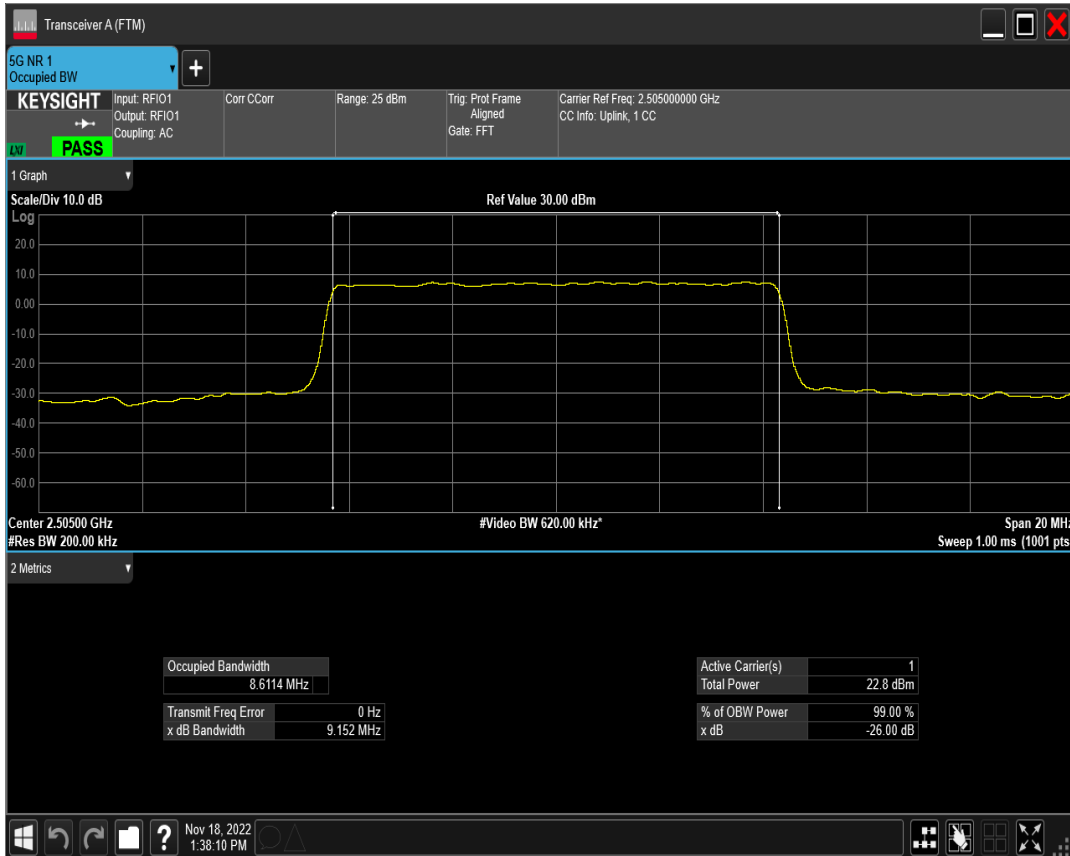 Transceiver A (FTM)
5G NR 1
Occupied BW
+
KEYSIGHT
LXI
PASS
Input: RFIO1
Output: RFIO1
Coupling: AC
Corr CCorr
Range: 25 dBm
Trig: Prot Frame
Aligned
Gate: FFT
Carrier Ref Freq: 2.505000000 GHz
CC Info: Uplink, 1 CC
1 Graph
Scale/Div 10.0 dB
Ref Value 30.00 dBm
Log
20.0
10.0
0.00
-10.0
-20.0
-30.0
-40.0
-50.0
-60.0
Center 2.50500 GHz
#Video BW 620.00 kHz*
Span 20 MHz
#Res BW 200.00 kHz
Sweep 1.00 ms (1001 pts
2 Metrics
Occupied Bandwidth
8.6114 MHz
Transmit Freq Error 0 Hz
x dB Bandwidth 9.152 MHz
Active Carrier(s) 1
Total Power 22.8 dBm
% of OBW Power 99.00 %
x dB -26.00 dB
?
Nov 18, 2022
1:38:10 PM